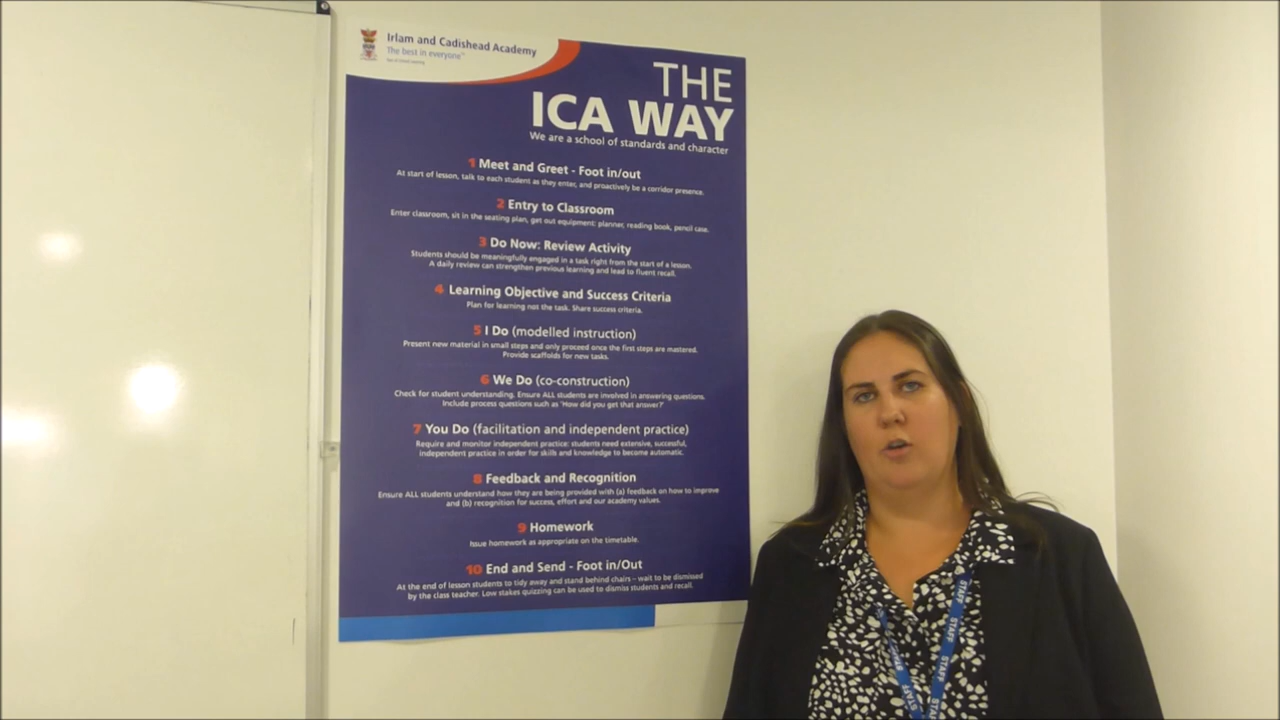 Irlam and Cadishead Academy
The best in everyone™
THE
ICA WAY
We are a school of standards and character
1 Meet and Greet - Foot in/out
At start of lesson, talk to each student as they enter, and proactively be a corridor presence.
2 Entry to Classroom
Enter classroom, sit in the seating plan, get out equipment: planner, reading book, pencil case.
3 Do Now: Review Activity
Students should be meaningfully engaged in a task right from the start of a lesson.
A daily review can strengthen previous learning and lead to fluent recall.
4 Learning Objective and Success Criteria
Plan for learning not the task. Share success criteria.
5 I Do (modelled instruction)
Present new material in small steps and only proceed once the first steps are mastered.
Provide scaffolds for new tasks.
6 We Do (co-construction)
Check for student understanding. Ensure ALL students are involved in answering questions.
Include process questions such as 'How did you get that answer?'
7 You Do (facilitation and independent practice)
Require and monitor independent practice: students need extensive, successful,
independent practice in order for skills and knowledge to become automatic.
8 Feedback and Recognition
Ensure ALL students understand how they are being provided with (a) feedback on how to improve
and (b) recognition for success, effort and our academy values.
9 Homework
Issue homework as appropriate on the timetable.
10 End and Send - Foot in/Out
At the end of lesson students to tidy away and stand behind chairs – wait to be dismissed
by the class teacher. Low stakes quizzing can be used to dismiss students and recall.
STAFF
STAFF
STAFF
STAFF